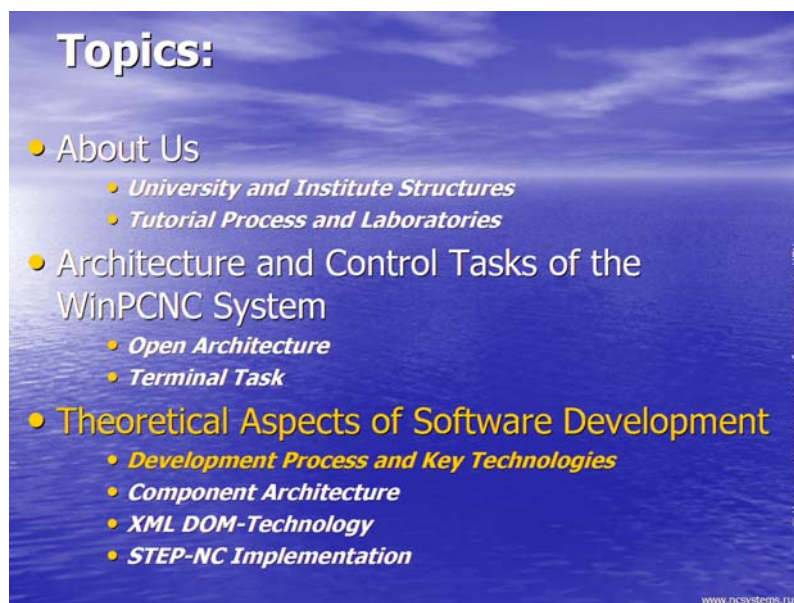 Topics:
• About Us
• University and Institute Structures
• Tutorial Process and Laboratories
• Architecture and Control Tasks of the
WinPCNC System
• Open Architecture
• Terminal Task
• Theoretical Aspects of Software Development
• Development Process and Key Technologies
• Component Architecture
• XML DOM-Technology
• STEP-NC Implementation
www.ncsystems.ru